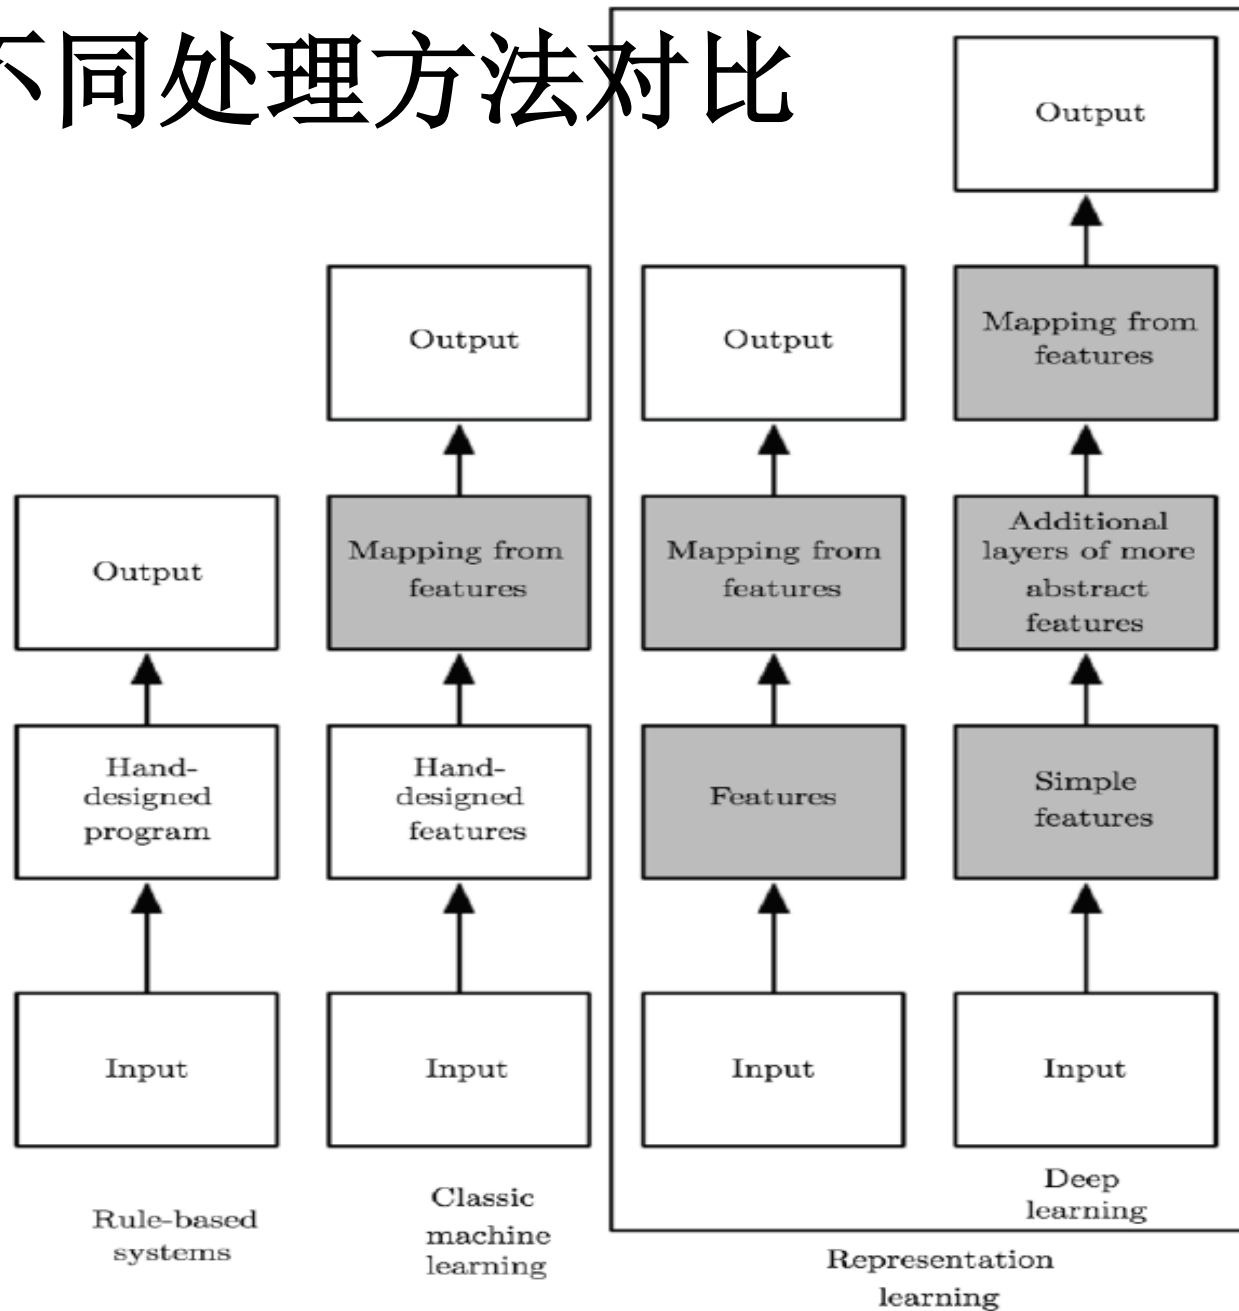 不同处理方法对比
Output
Output
Output
Mapping from
features
Output
Mapping from
features
Mapping from
features
Additional
layers of more
abstract
features
Hand-
designed
program
Hand-
designed
features
Features
Simple
features
Input
Input
Input
Input
Rule-based
systems
Classic
machine
learning
Deep
learning
Representation
learning